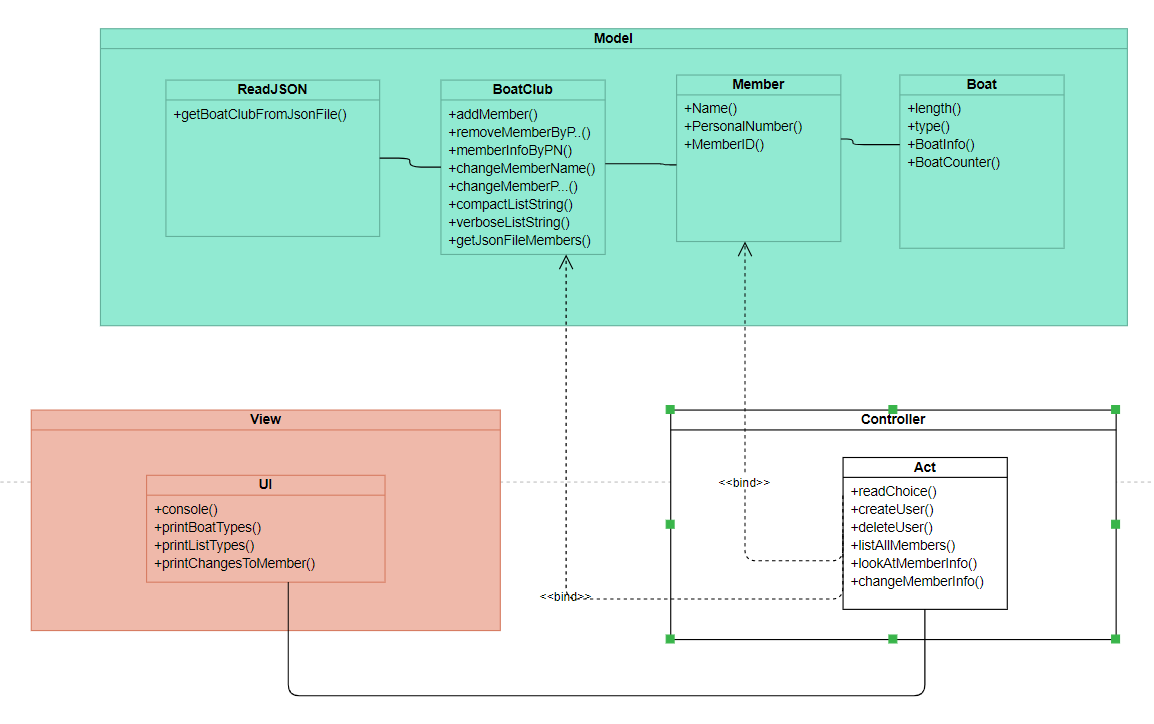 Model
ReadJSON
+getBoatClubFromJsonFile()
BoatClub
+addMember()
+removeMemberByP..()
+memberInfoByPN()
+changeMemberName()
+changeMemberP...()
+compactListString()
+verboseListString()
+getJsonFileMembers()
Member
+Name()
+PersonalNumber()
+MemberID()
Boat
+length()
+type()
+BoatInfo()
+BoatCounter()
View
UI
+console()
+printBoatTypes()
+printListTypes()
+printChangesToMember()
Controller
Act
+readChoice()
+createUser()
+deleteUser()
+listAllMembers()
+lookAtMemberInfo()
+changeMemberInfo()
<<bind>>
<<bind>>